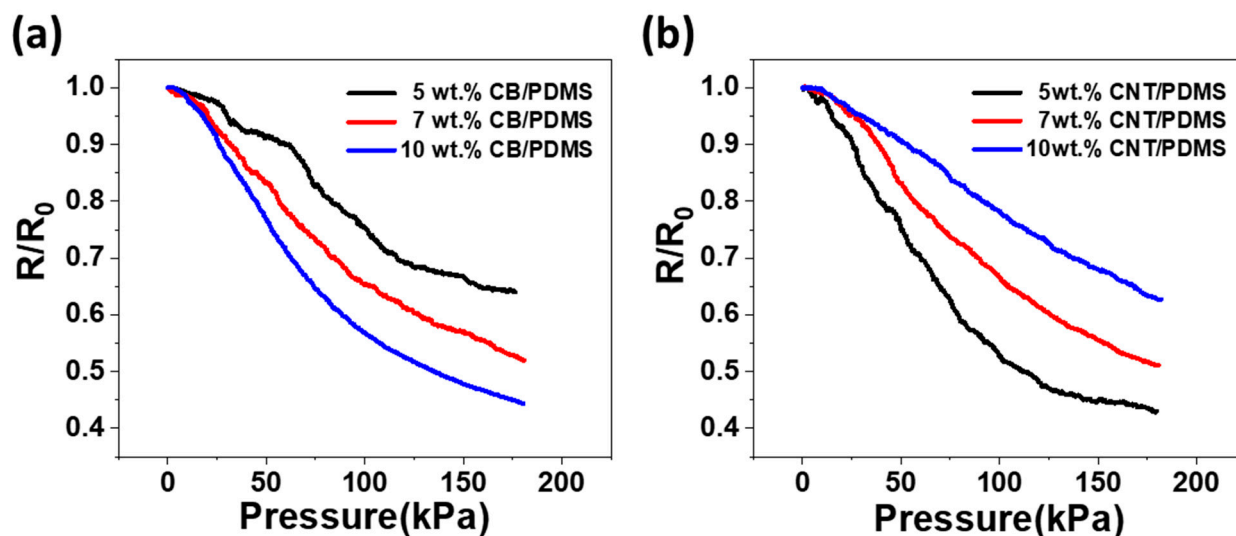 (a)
1.0
0.9
0.8
0.7
0.6
0.5
0.4
R/R0
5 wt.% CB/PDMS
7 wt.% CB/PDMS
10 wt.% CB/PDMS
0
50
100
150
200
Pressure(kPa)
(b)
1.0
0.9
0.8
0.7
0.6
0.5
0.4
R/R0
5wt.% CNT/PDMS
7wt.% CNT/PDMS
10wt.% CNT/PDMS
0
50
100
150
200
Pressure(kPa)